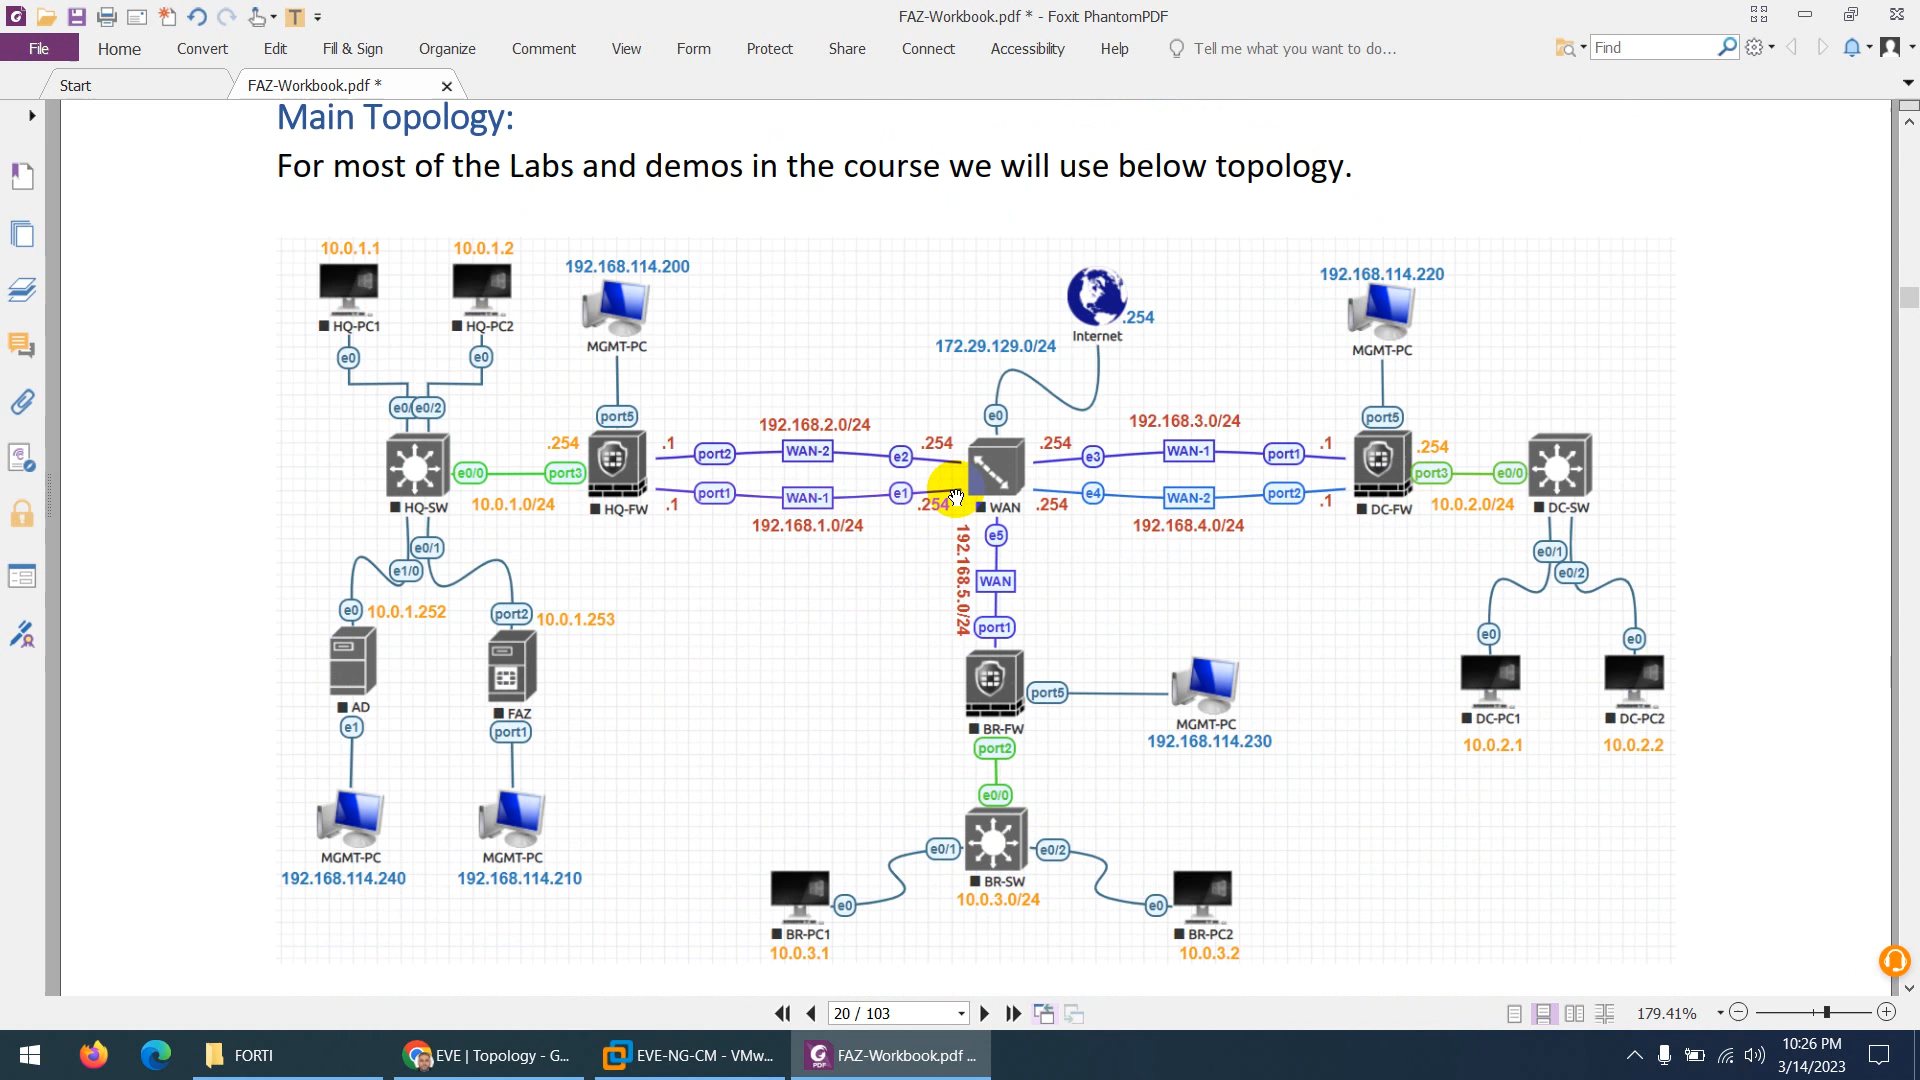 FAZ-Workbook.pdf * - Foxit PhantomPDF
File Home Convert Edit Fill & Sign Organize Comment View Form Protect Share Connect Accessibility Help Tell me what you want to do... Find
Start FAZ-Workbook.pdf *
Main Topology:
For most of the Labs and demos in the course we will use below topology.
10.0.1.1 10.0.1.2
192.168.114.200
192.168.114.220
HQ-PC1 HQ-PC2
.254
Internet
MGMT-PC
172.29.129.0/24
MGMT-PC
e0 e0
e0/ e0/2
port5
e0
port5
192.168.2.0/24
192.168.3.0/24
.254
.1 port2 WAN-2 e2 .254
.254 e3 WAN-1 port1 .1
.254
e0/0 port3
port3 e0/0
10.0.1.0/24
.1 port1 WAN-1 e1 .254
.254 e4 WAN-2 port2 .1
10.0.2.0/24
HQ-SW HQ-FW WAN DC-FW DC-SW
192.168.1.0/24
192.168.4.0/24
e5
e0/1
e1/0
e0/1
e0/2
192.168.5.0/24
WAN
e0 10.0.1.252
port2 10.0.1.253
port1
e0 e0
AD FAZ
port5
MGMT-PC
192.168.114.230
DC-PC1 DC-PC2
10.0.2.1 10.0.2.2
e1 port1
BR-FW
port2
e0/0
MGMT-PC MGMT-PC
192.168.114.240 192.168.114.210
e0/1 e0/2
BR-SW
10.0.3.0/24
e0 e0
BR-PC1 BR-PC2
10.0.3.1 10.0.3.2
20 / 103 179.41%
FORTI EVE | Topology - G... EVE-NG-CM - VMw... FAZ-Workbook.pdf ... 10:26 PM
3/14/2023